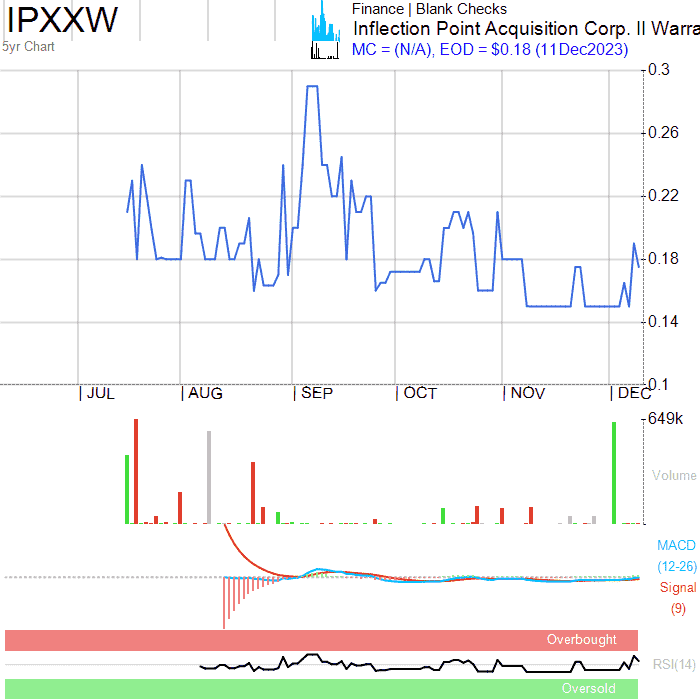 IPXXW
5yr Chart
Finance | Blank Checks
Inflection Point Acquisition Corp. II Warra
MC = (N/A), EOD = $0.18 (11Dec2023)
0.3
0.26
0.22
0.18
0.14
0.1
| JUL | AUG | SEP | OCT | NOV | DEC
649k
Volume
MACD
(12-26)
Signal
(9)
Overbought
RSI(14)
Oversold